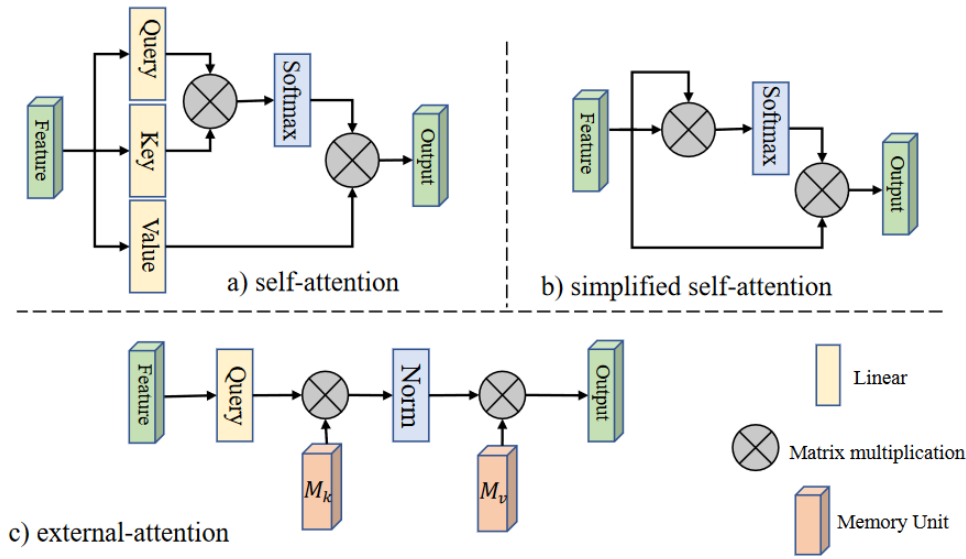 Feature
Query
Key
Value
Softmax
Output
a) self-attention
Feature
Softmax
Output
b) simplified self-attention
Feature
Query
Norm
Output
M_k
M_v
c) external-attention
Linear
Matrix multiplication
Memory Unit